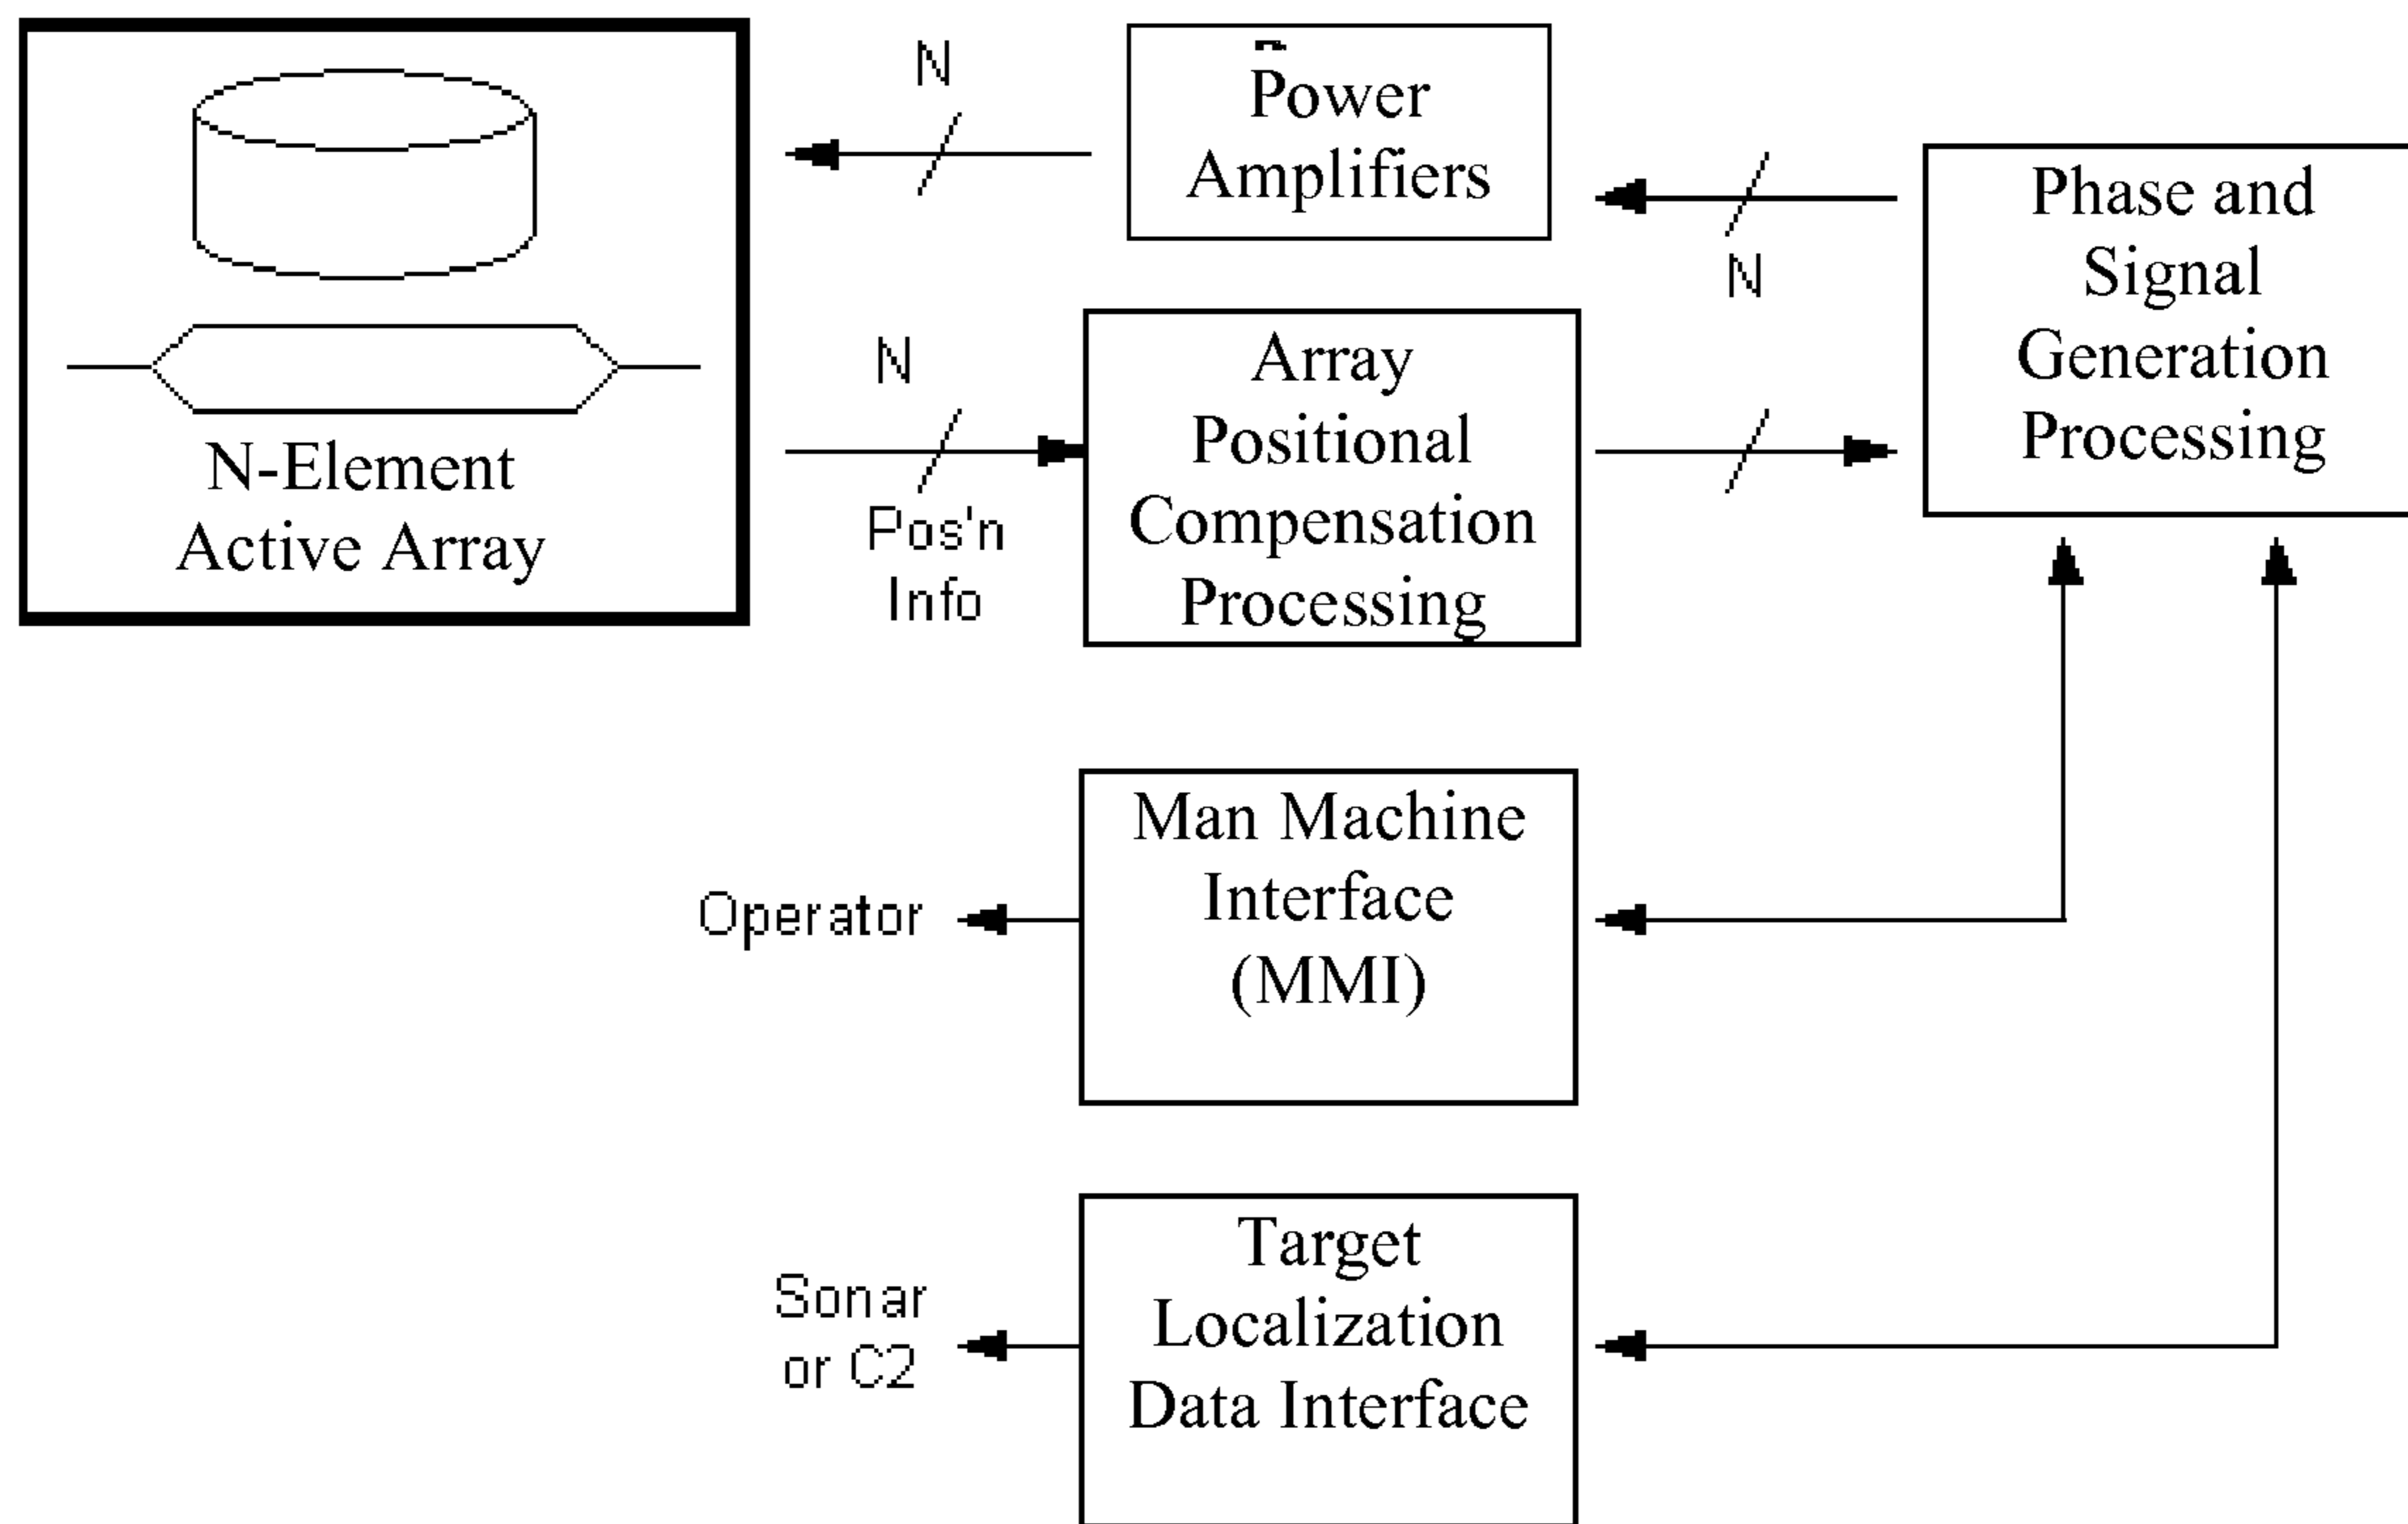 N
Power
Amplifiers
Phase and
Signal
Generation
Processing
N
N-Element
Active Array
N
Pos'n
Info
Array
Positional
Compensation
Processing
Man Machine
Interface
(MMI)
Operator
Target
Localization
Data Interface
Sonar
or C2